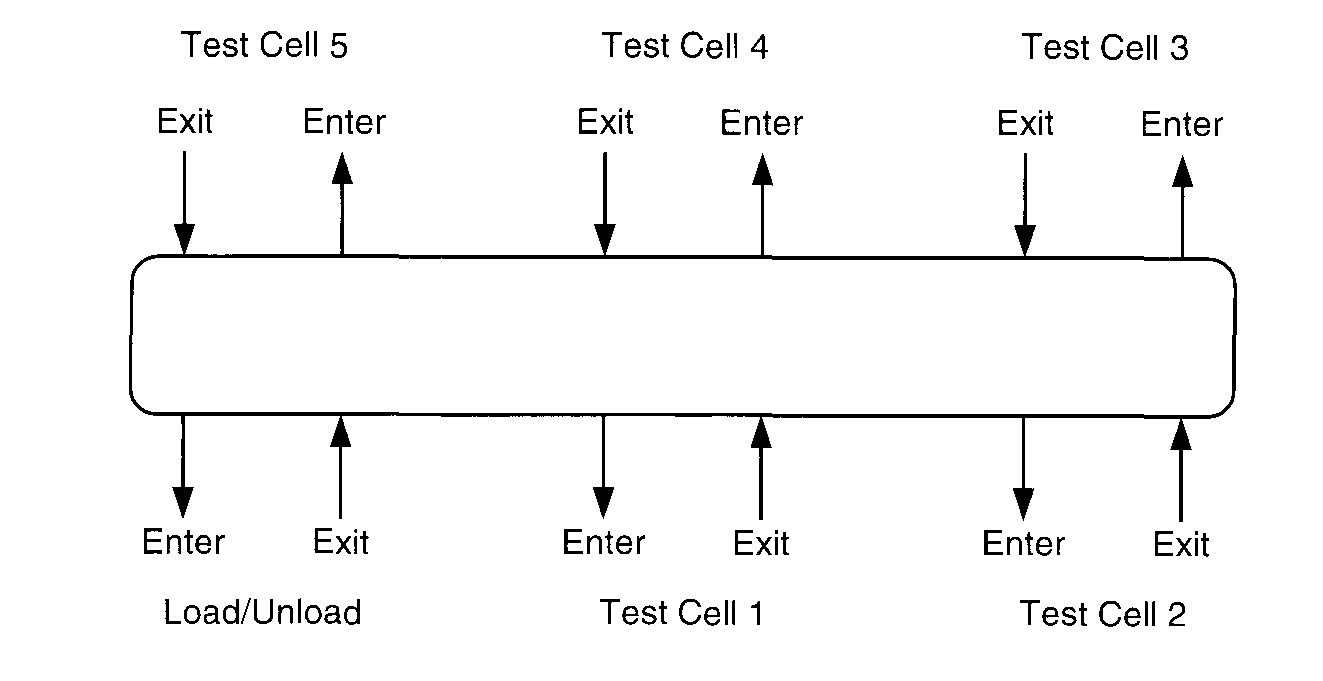 Test Cell 5 Test Cell 4 Test Cell 3
Exit Enter Exit Enter Exit Enter
Enter Exit Enter Exit Enter Exit
Load/Unload Test Cell 1 Test Cell 2